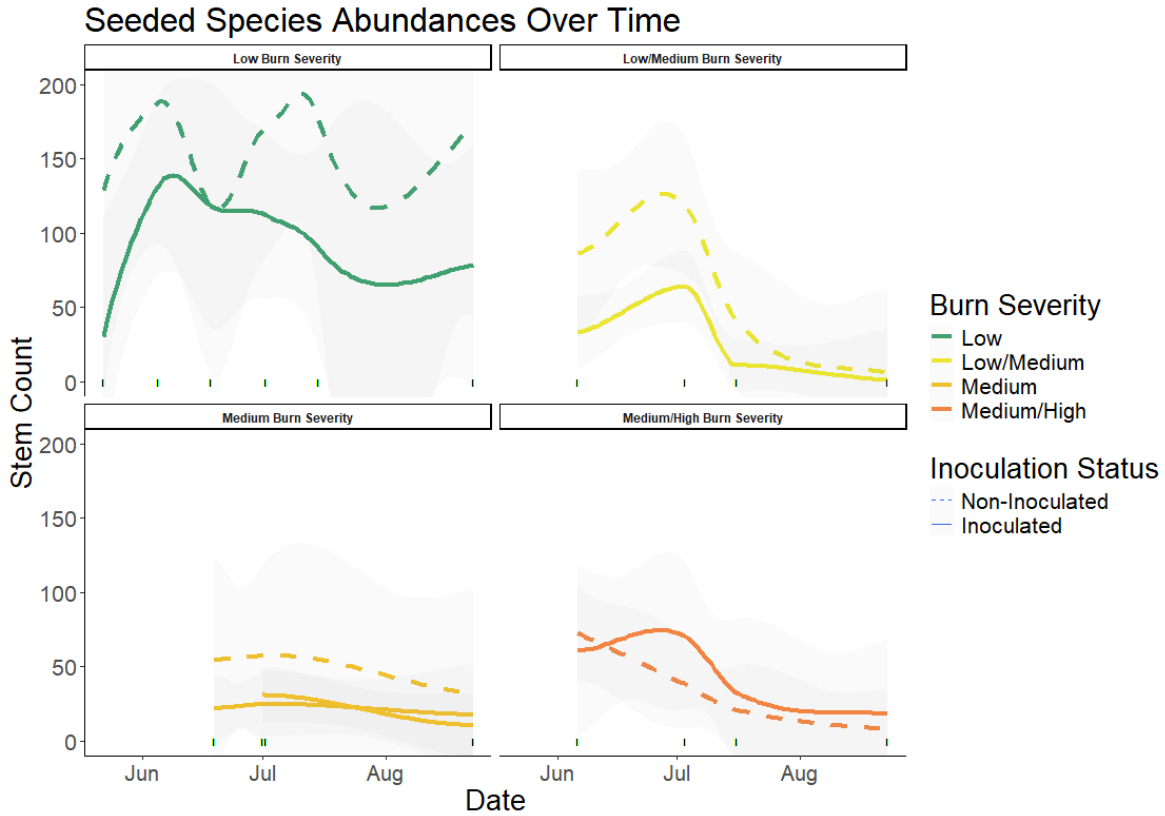 Seeded Species Abundances Over Time
Low Burn Severity
Low/Medium Burn Severity
200
150
100
50
0
Medium Burn Severity
Medium/High Burn Severity
200
150
100
50
0
Jun
Jul
Aug
Jun
Jul
Aug
Stem Count
Date
Burn Severity
Low
Low/Medium
Medium
Medium/High
Inoculation Status
Non-Inoculated
Inoculated